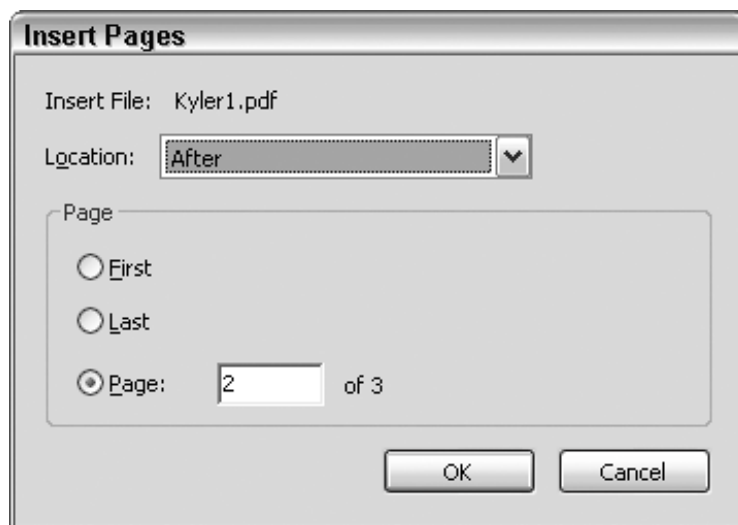 Insert Pages
Insert File: Kyler1.pdf
Location: After
Page
First
Last
Page: 2 of 3
OK Cancel